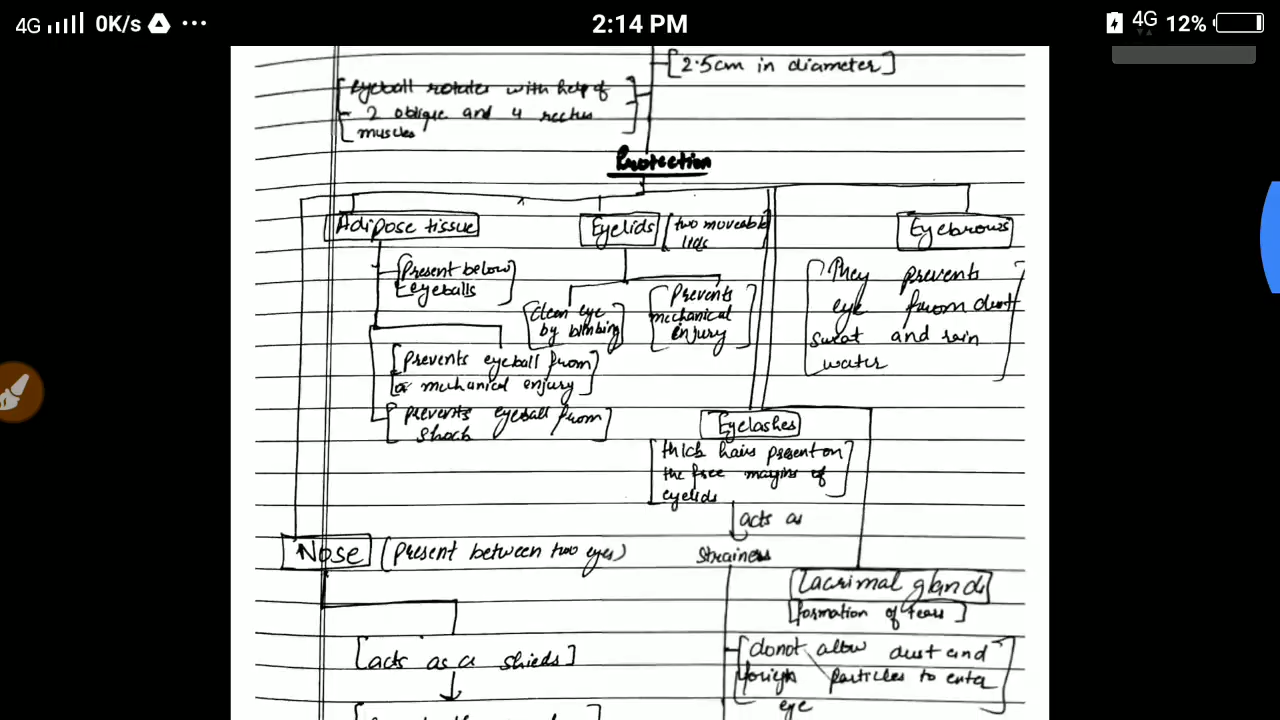 4G 0K/s ... 2:14 PM 4G 12%
[2.5cm in diameter]
[eyeball rotates with help of
2 oblique and 4 rectus
muscles]
Protection
Adipose tissue
Eyelids [two moveable
lids
Eyebrows
[Present below
eyeballs]
[They prevents
eye from dust
sweat and rain
water]
[clean eye
by blinking]
[Prevents
mechanical
injury]
[Prevents eyeball from
mechanical injury]
[prevents eyeball from
shock]
Eyelashes
[thick hairs present on
the free margins of
eyelids]
acts as
strainers
Nose (present between two eyes)
Lacrimal glands
[formation of tears]
[acts as a shields]
[donot allow dust and
particles to enter
eye]